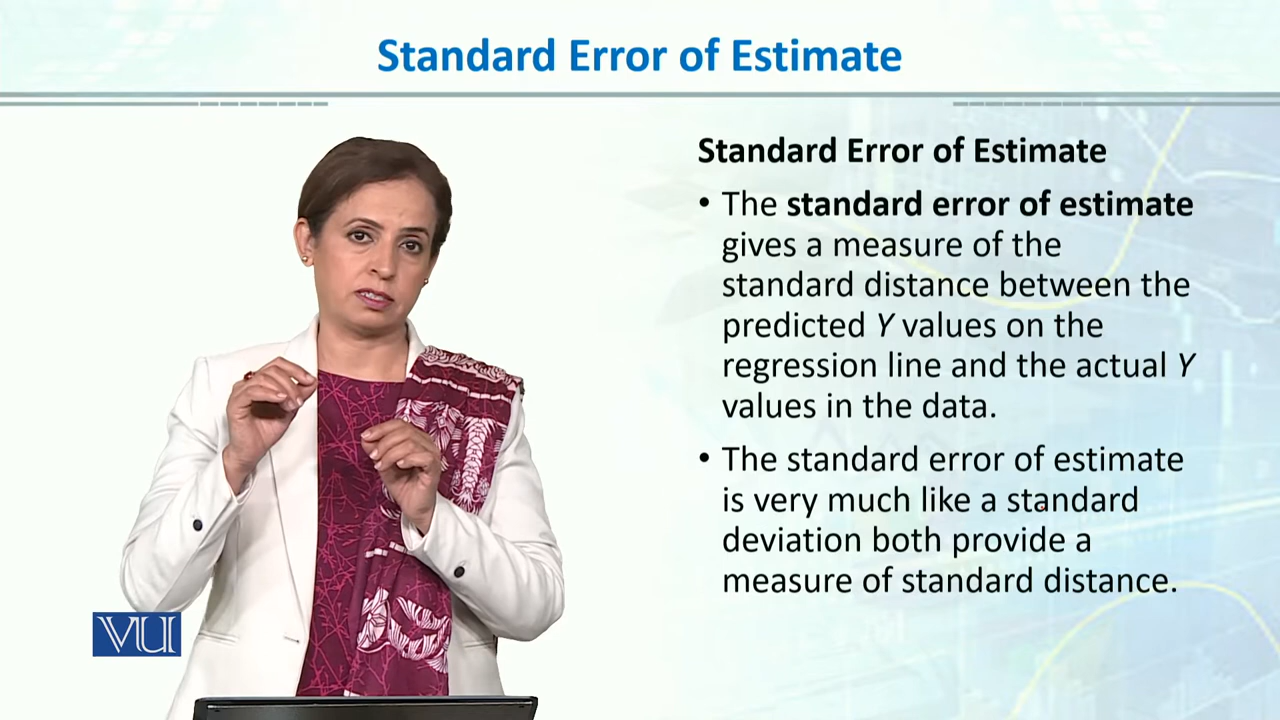 Standard Error of Estimate
Standard Error of Estimate
• The standard error of estimate
gives a measure of the
standard distance between the
predicted Y values on the
regression line and the actual Y
values in the data.
• The standard error of estimate
is very much like a standard
deviation both provide a
measure of standard distance.
VU